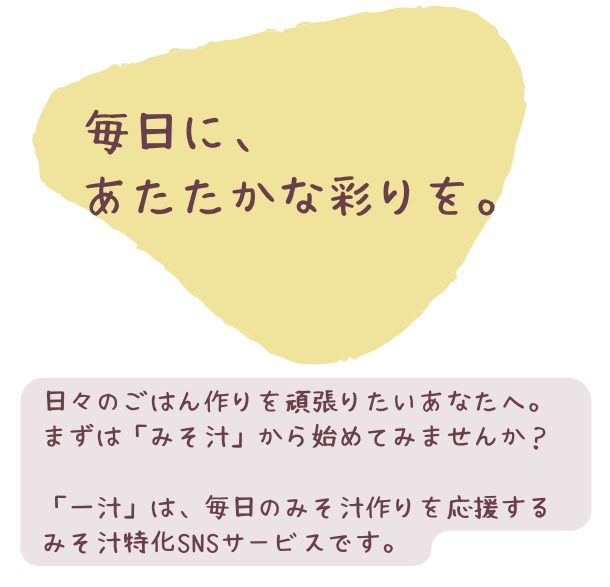 毎日に、
あたたかな彩りを。
日々のごはん作りを頑張りたいあなたへ。
まずは「みそ汁」から始めてみませんか？
「一汁」は、毎日のみそ汁作りを応援する
みそ汁特化SNSサービスです。